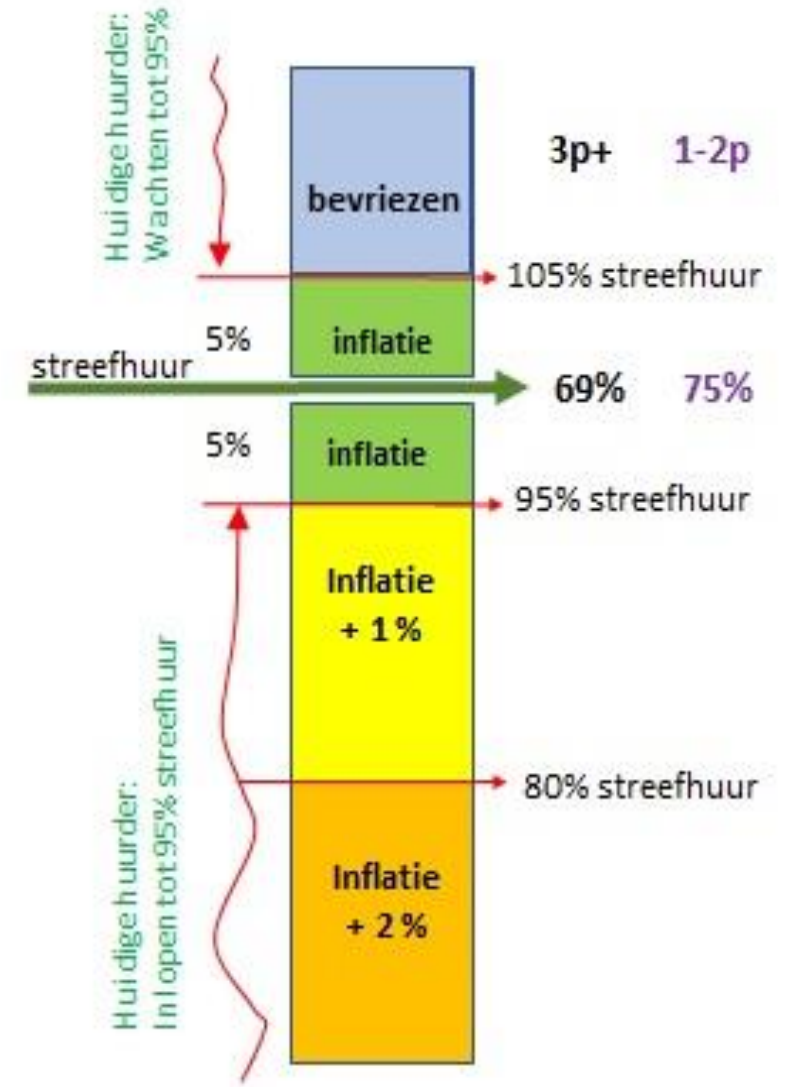 Huidige huurder:
Wachten tot 95%
bevriezen
3p+ 1-2p
105% streefhuur
5%
inflatie
streefhuur
69% 75%
5%
inflatie
95% streefhuur
Inflatie
+ 1%
80% streefhuur
Huidige huurder:
Inlopen tot 95% streefhuur
Inflatie
+ 2%